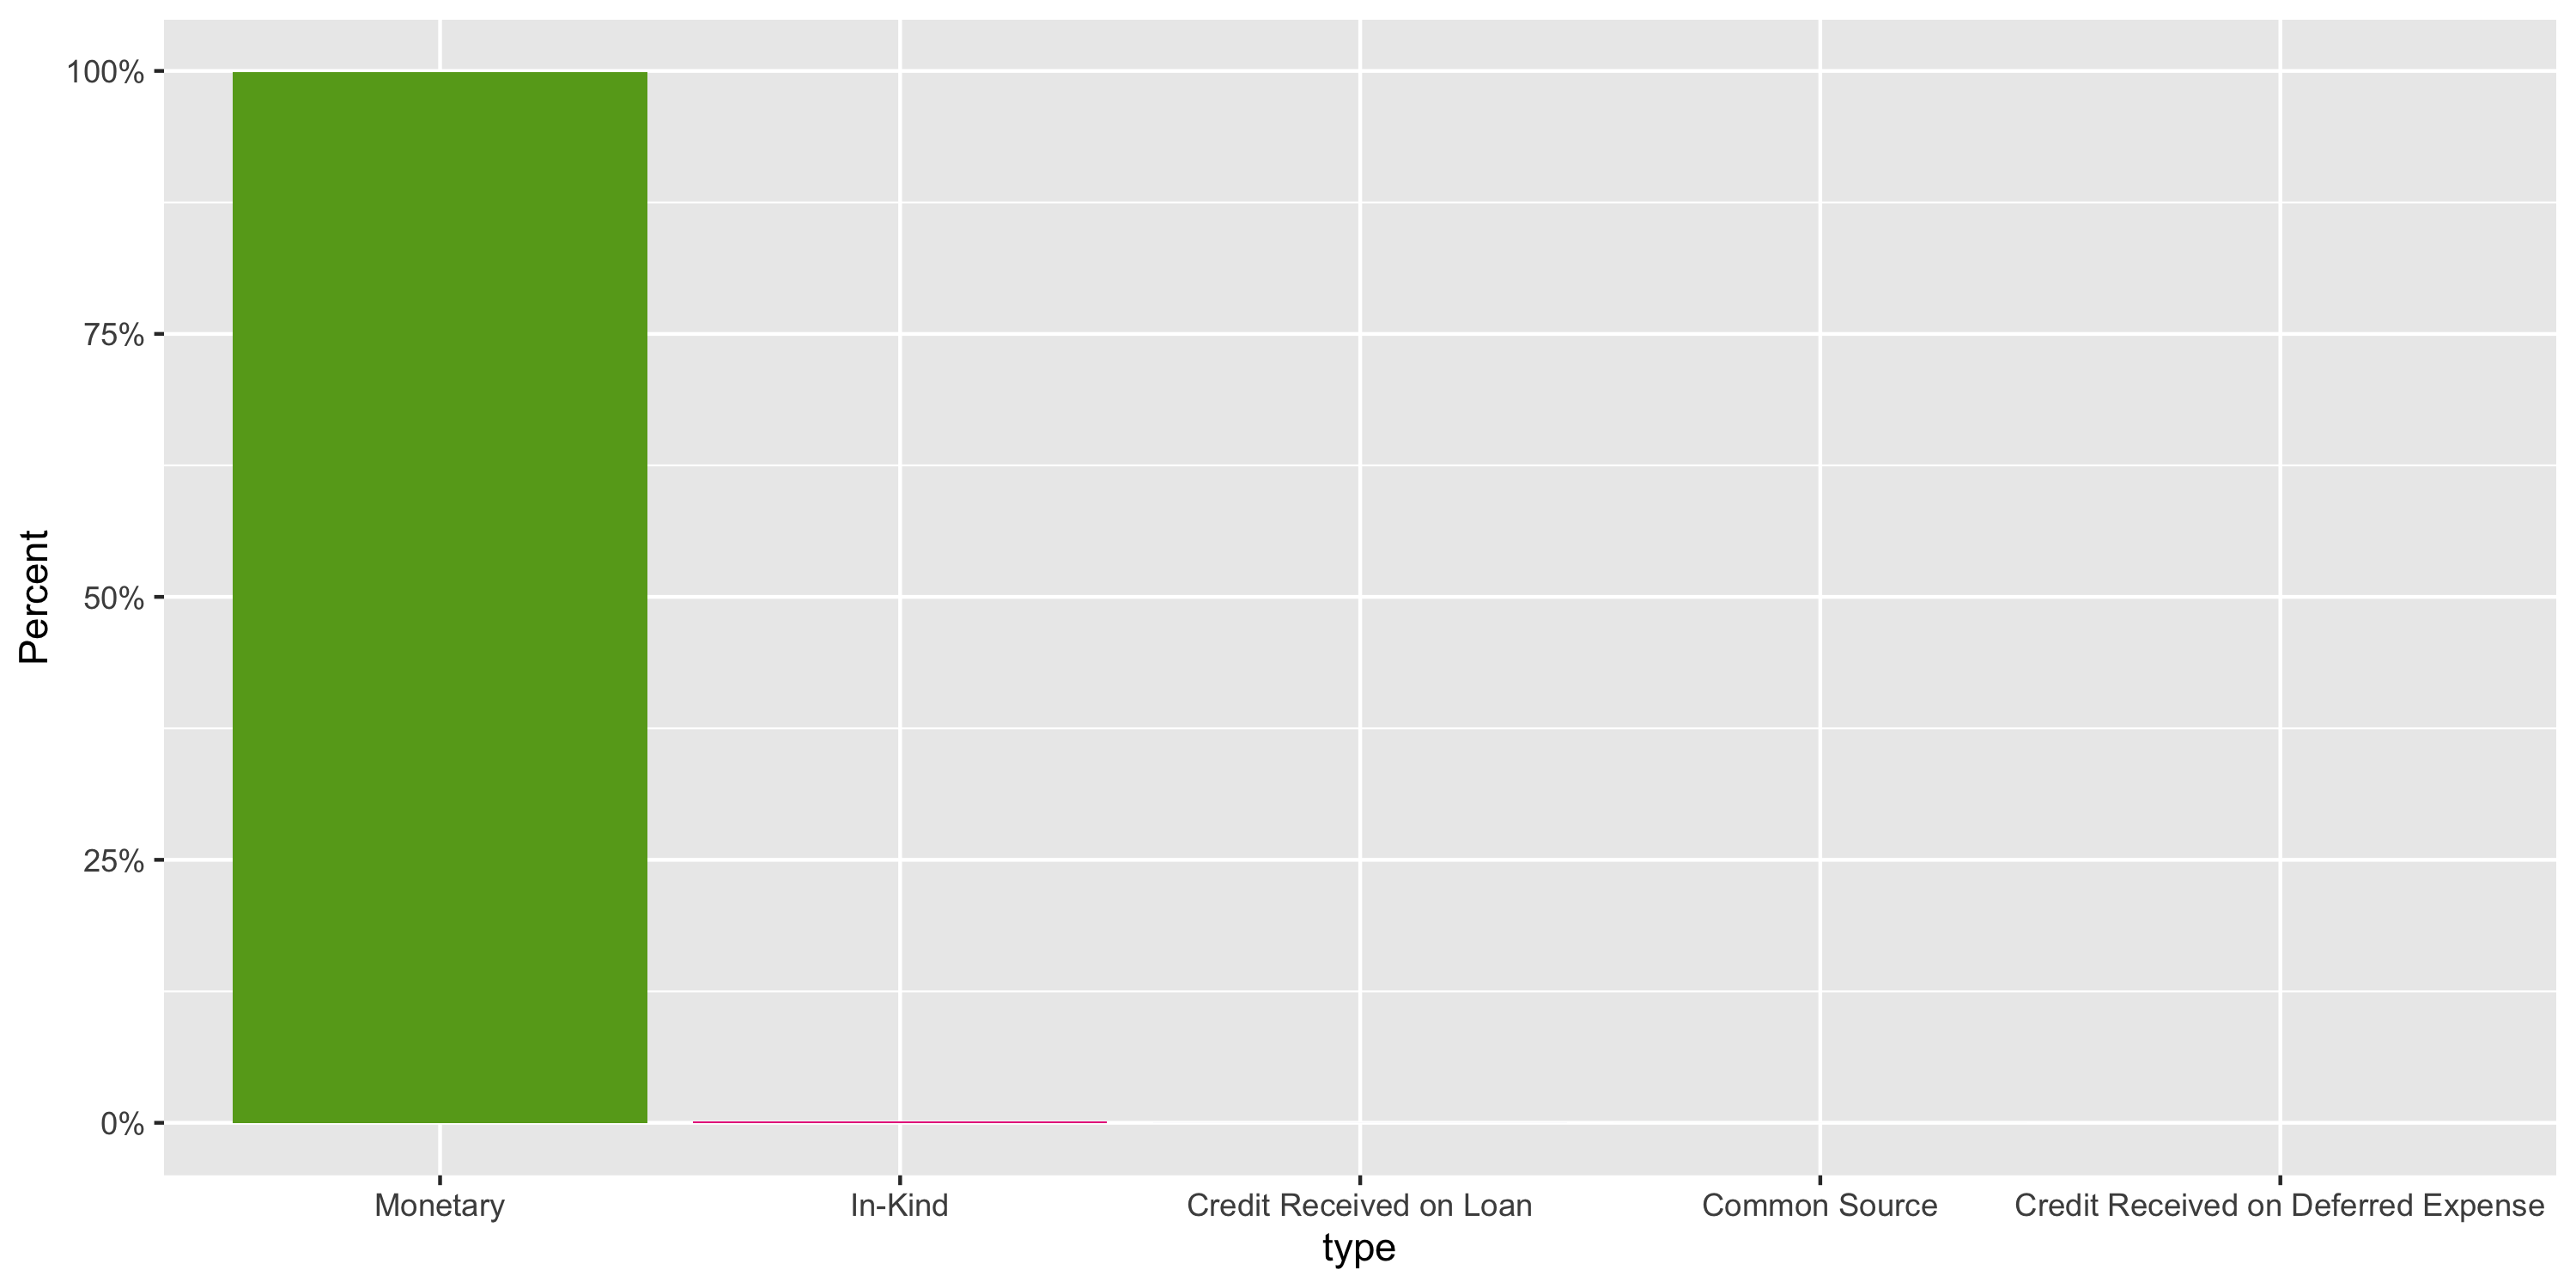 100%
75%
50%
25%
0%
Percent
Monetary
In-Kind
Credit Received on Loan
Common Source
Credit Received on Deferred Expense
type